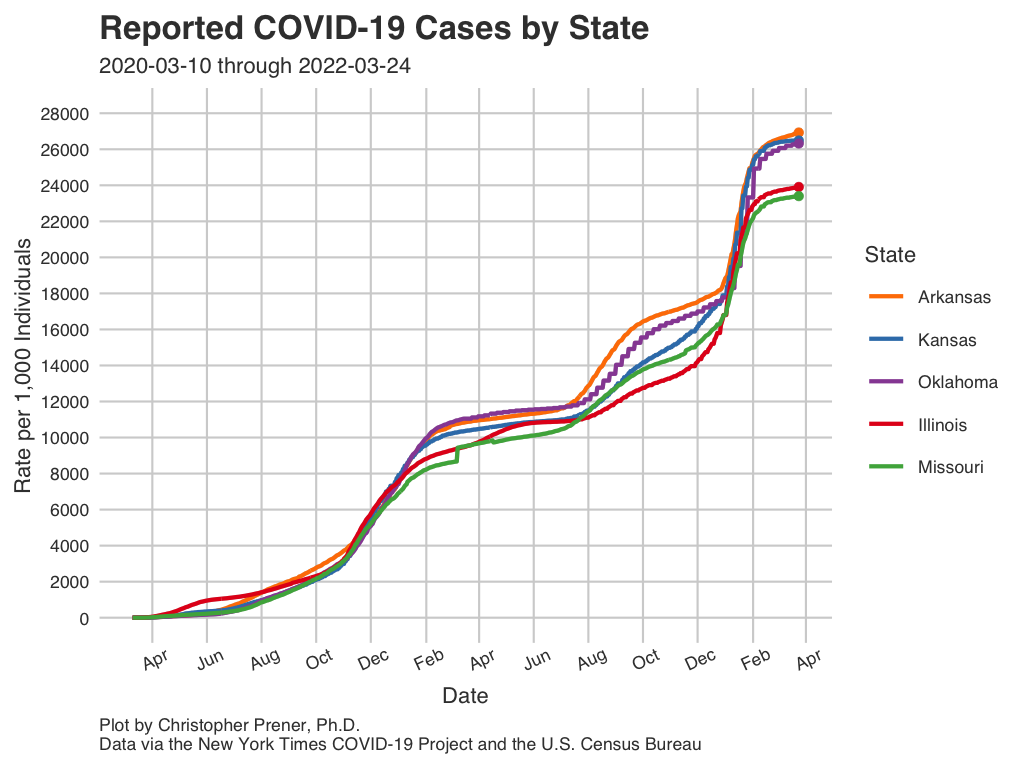 Reported COVID-19 Cases by State
2020-03-10 through 2022-03-24
Rate per 1,000 Individuals
28000
26000
24000
22000
20000
18000
16000
14000
12000
10000
8000
6000
4000
2000
0
Apr Jun Aug Oct Dec Feb Apr Jun Aug Oct Dec Feb Apr
Date
State
Arkansas
Kansas
Oklahoma
Illinois
Missouri
Plot by Christopher Prener, Ph.D.
Data via the New York Times COVID-19 Project and the U.S. Census Bureau